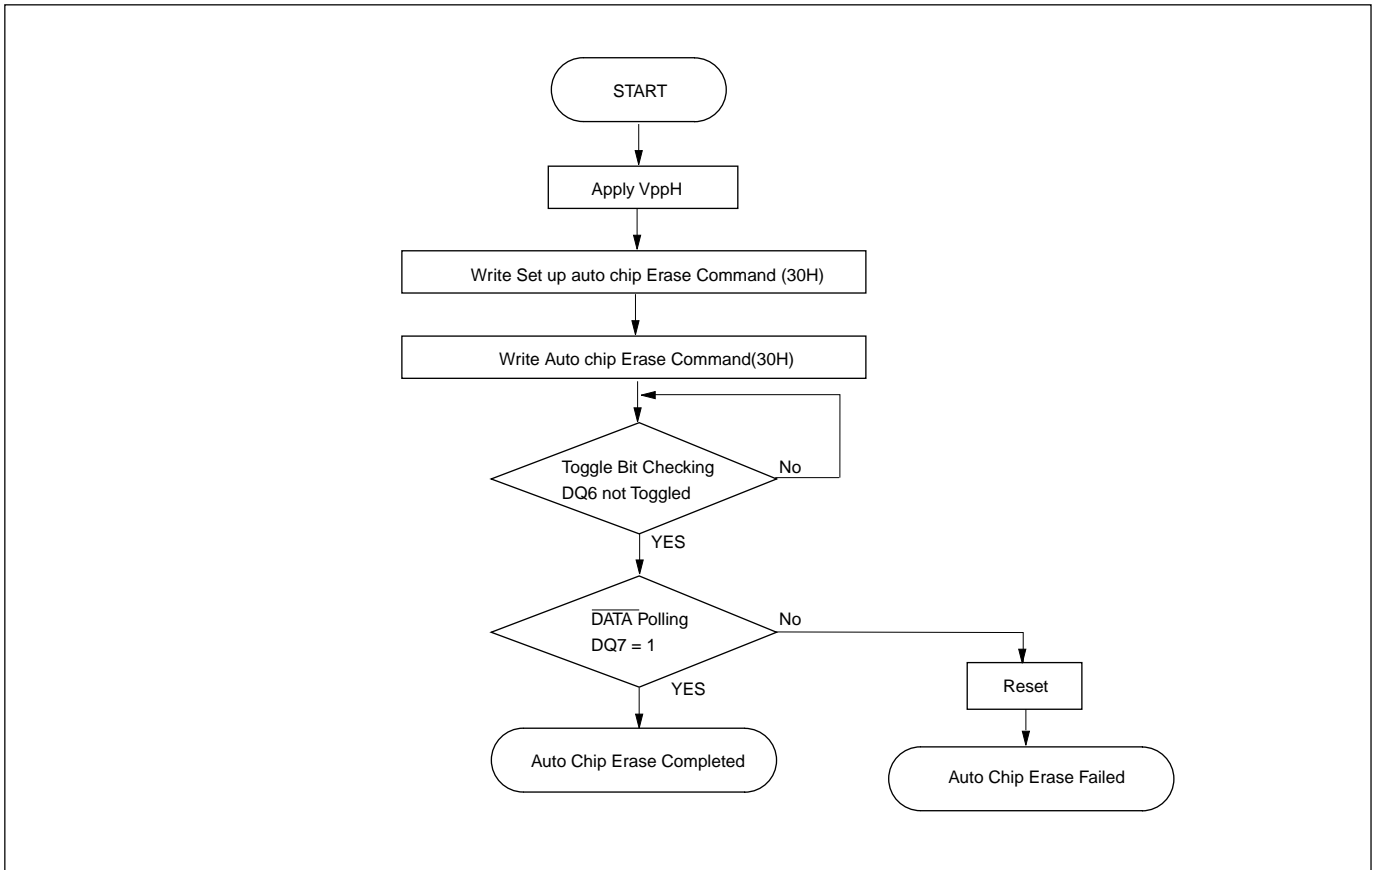 START
Apply VppH
Write Set up auto chip Erase Command (30H)
Write Auto chip Erase Command(30H)
Toggle Bit Checking
DQ6 not Toggled
No
YES
DATA Polling
DQ7 = 1
No
YES
Reset
Auto Chip Erase Completed
Auto Chip Erase Failed